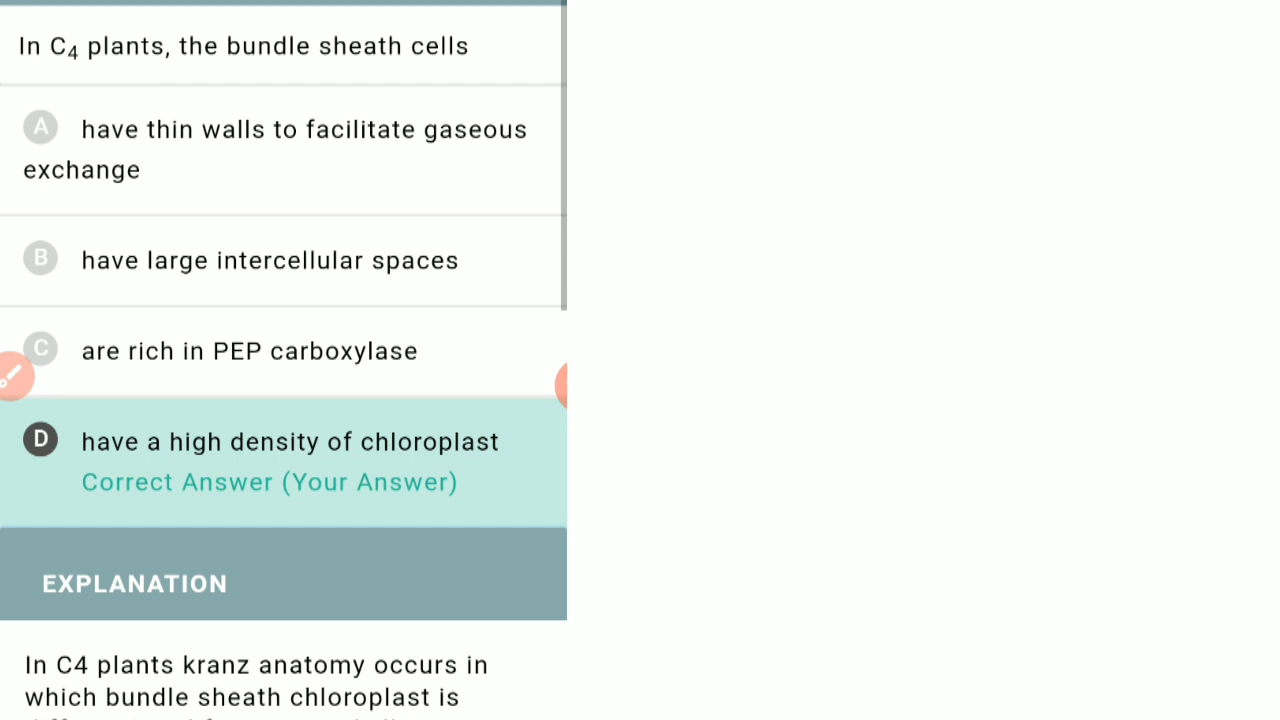 In C₄ plants, the bundle sheath cells
A have thin walls to facilitate gaseous
exchange
B have large intercellular spaces
C are rich in PEP carboxylase
D have a high density of chloroplast
Correct Answer (Your Answer)
EXPLANATION
In C4 plants kranz anatomy occurs in
which bundle sheath chloroplast is